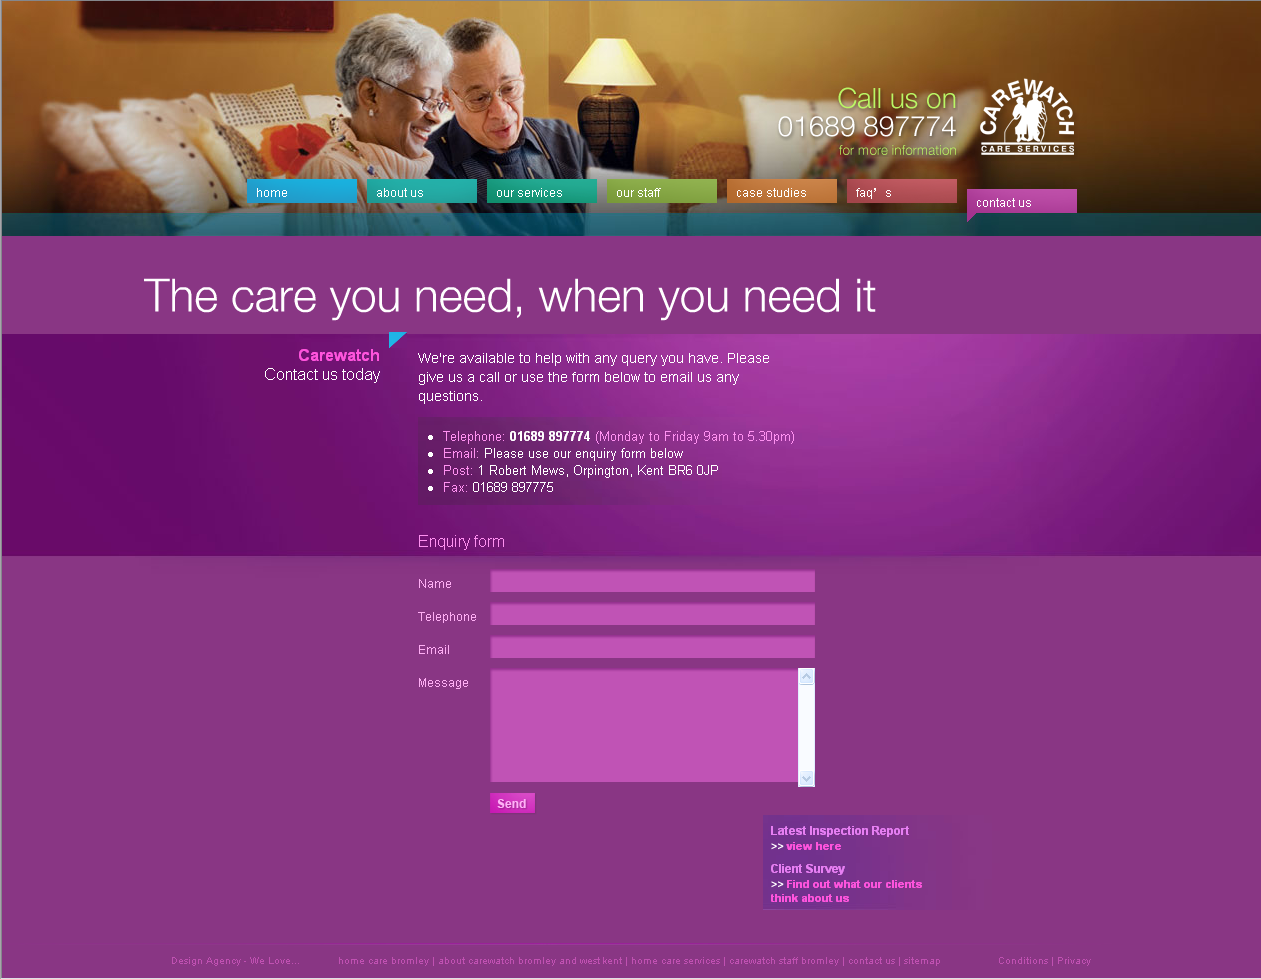 Call us on
01689 897774
for more information
CAREWATCH
CARE SERVICES
home
about us
our services
our staff
case studies
faq’ s
contact us
The care you need, when you need it
Carewatch
Contact us today
We're available to help with any query you have. Please
give us a call or use the form below to email us any
questions.
Telephone: 01689 897774 (Monday to Friday 9am to 5.30pm)
Email: Please use our enquiry form below
Post: 1 Robert Mews, Orpington, Kent BR6 0JP
Fax: 01689 897775
Enquiry form
Name
Telephone
Email
Message
Send
Latest Inspection Report
>> view here
Client Survey
>> Find out what our clients
think about us
Design Agency - We Love...
home care bromley | about carewatch bromley and west kent | home care services | carewatch staff bromley | contact us | sitemap
Conditions | Privacy